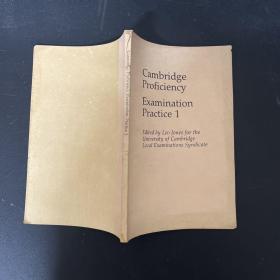 Cambridge
Proficiency
Examination
Practice 1
Edited by Leo Jones for the
University of Cambridge
Local Examinations Syndicate